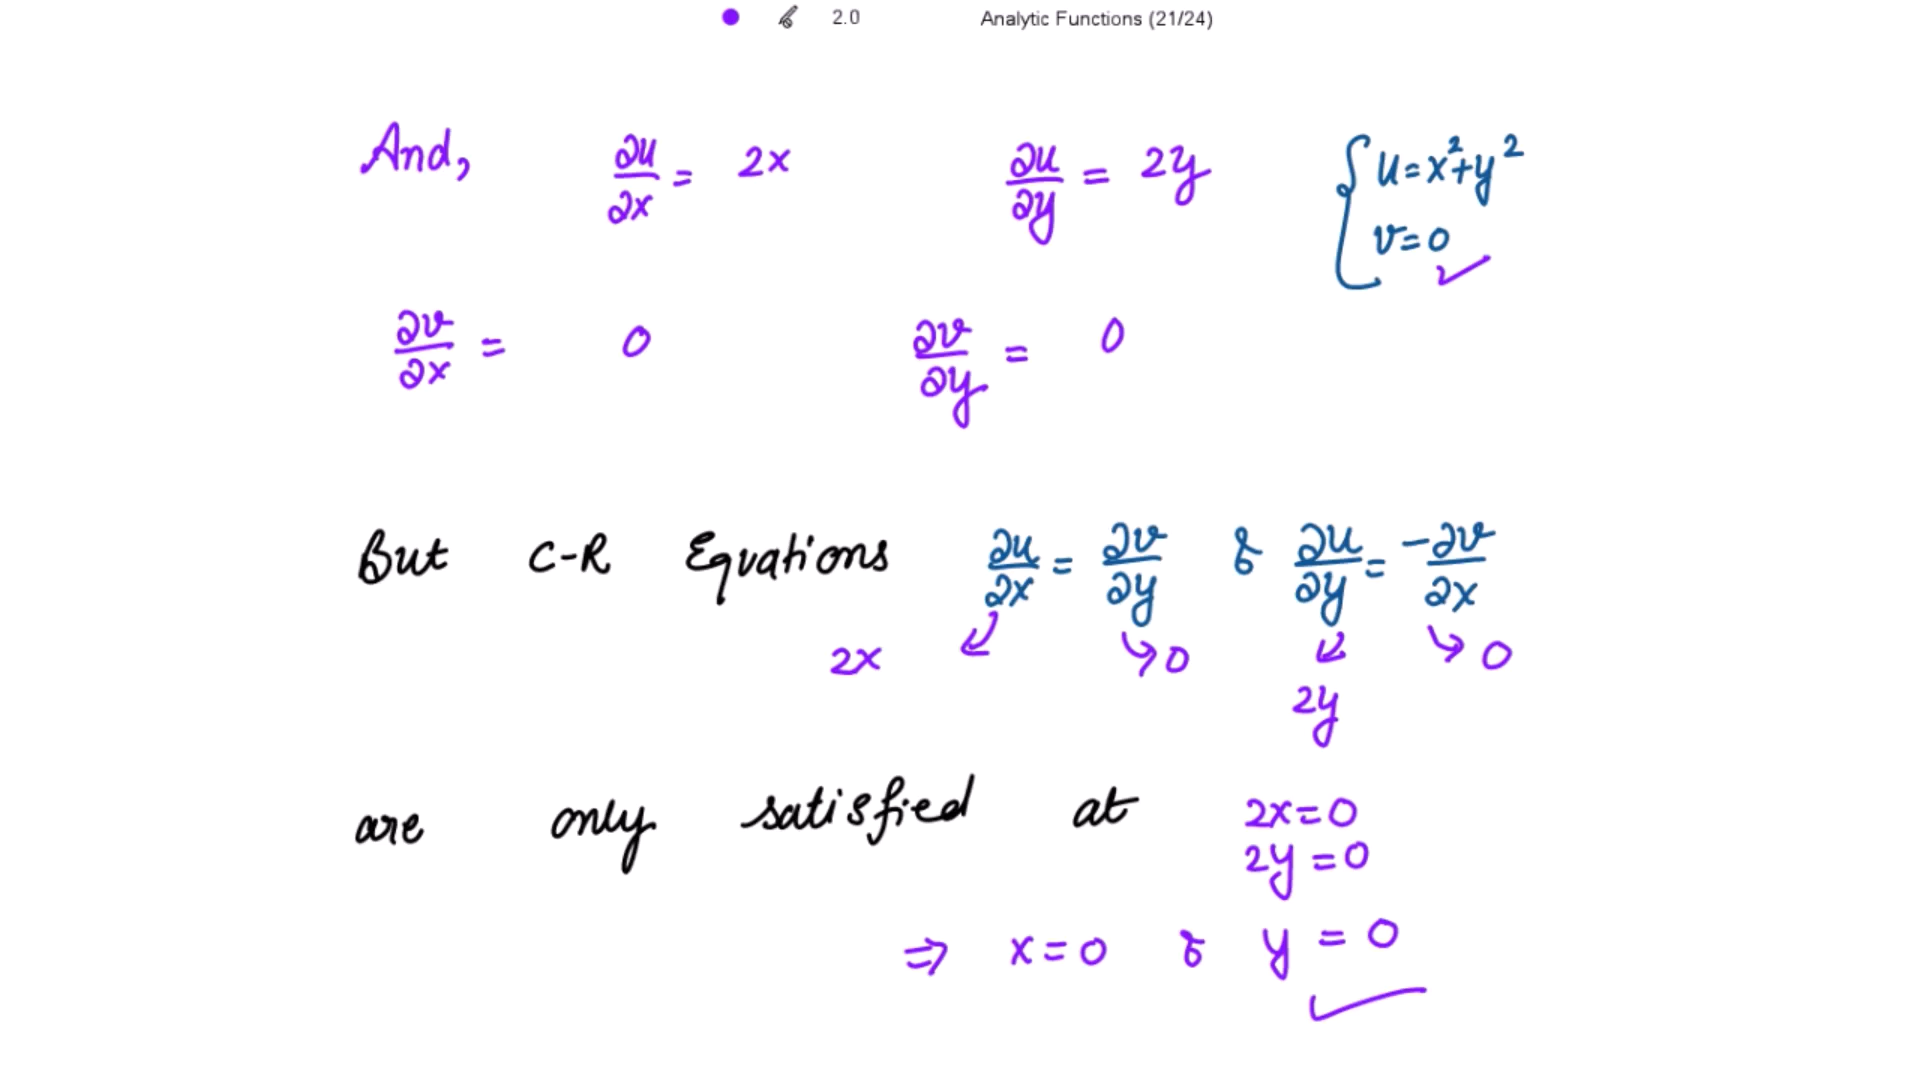 2.0 Analytic Functions (21/24)
And, ∂u/∂x = 2x ∂u/∂y = 2y { u=x²+y²
v=0
∂v/∂x = 0 ∂v/∂y = 0
But C-R Equations ∂u/∂x = ∂v/∂y & ∂u/∂y = -∂v/∂x
2x 0 0
2y
are only satisfied at 2x=0
2y=0
⇒ x=0 & y=0